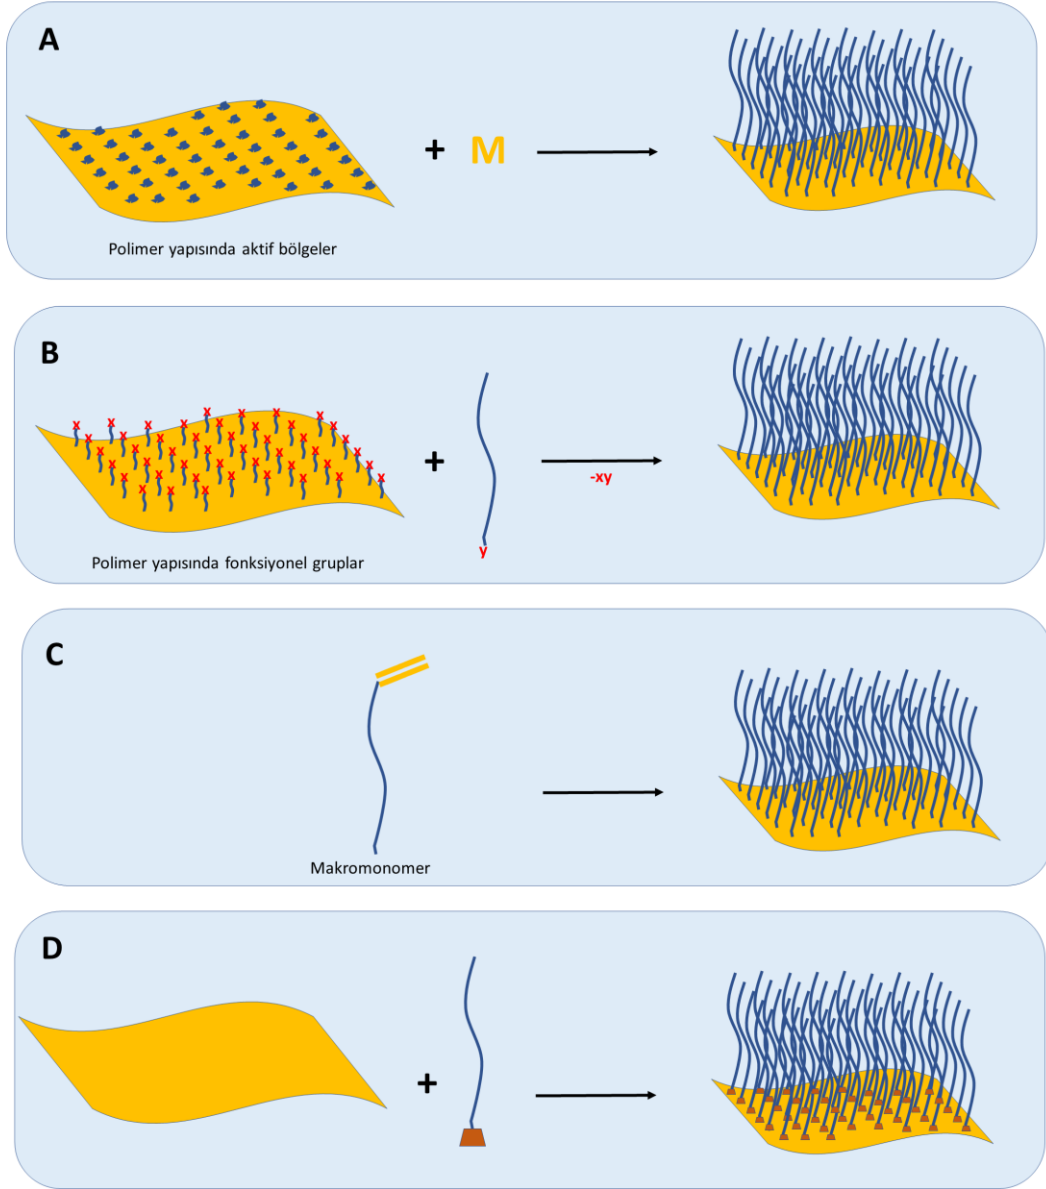 A
+ M
Polimer yapısında aktif bölgeler
B
x x x x x x x x x x x x x x x x x x x x x x x x x x x x x x x x x x x x x x
+
-xy
y
Polimer yapısında fonksiyonel gruplar
C
Makromonomer
D
+